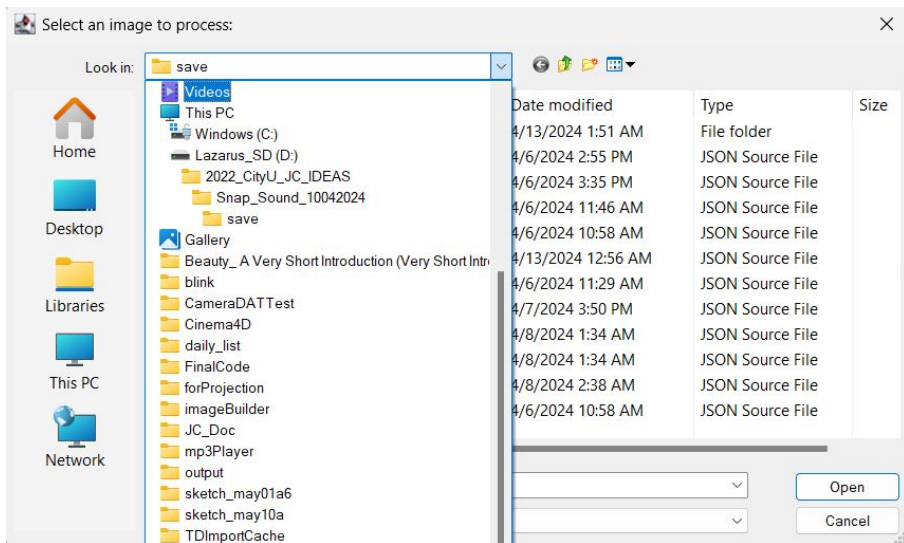 Select an image to process:
Look in:
save
Videos
This PC
Windows (C:)
Lazarus_SD (D:)
2022_CityU_JC_IDEAS
Snap_Sound_10042024
save
Gallery
Beauty_ A Very Short Introduction (Very Short Intr
blink
CameraDATTest
Cinema4D
daily_list
FinalCode
forProjection
imageBuilder
JC_Doc
mp3Player
output
sketch_may01a6
sketch_may10a
TDImportCache
Home
Desktop
Libraries
This PC
Network
Date modified Type Size
4/13/2024 1:51 AM File folder
4/6/2024 2:55 PM JSON Source File
4/6/2024 3:35 PM JSON Source File
4/6/2024 11:46 AM JSON Source File
4/6/2024 10:58 AM JSON Source File
4/13/2024 12:56 AM JSON Source File
4/6/2024 11:29 AM JSON Source File
4/7/2024 3:50 PM JSON Source File
4/8/2024 1:34 AM JSON Source File
4/8/2024 1:34 AM JSON Source File
4/8/2024 2:38 AM JSON Source File
4/6/2024 10:58 AM JSON Source File
Open
Cancel